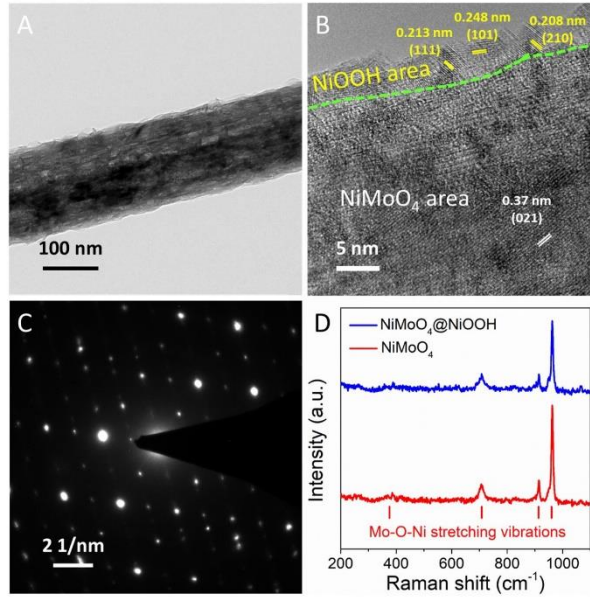 A
100 nm
B
0.213 nm
(111)
0.248 nm
(101)
0.208 nm
(210)
NiOOH area
NiMoO₄ area
0.37 nm
(021)
5 nm
C
2 1/nm
D
NiMoO₄@NiOOH
NiMoO₄
Intensity (a.u.)
Mo-O-Ni stretching vibrations
200 400 600 800 1000
Raman shift (cm⁻¹)